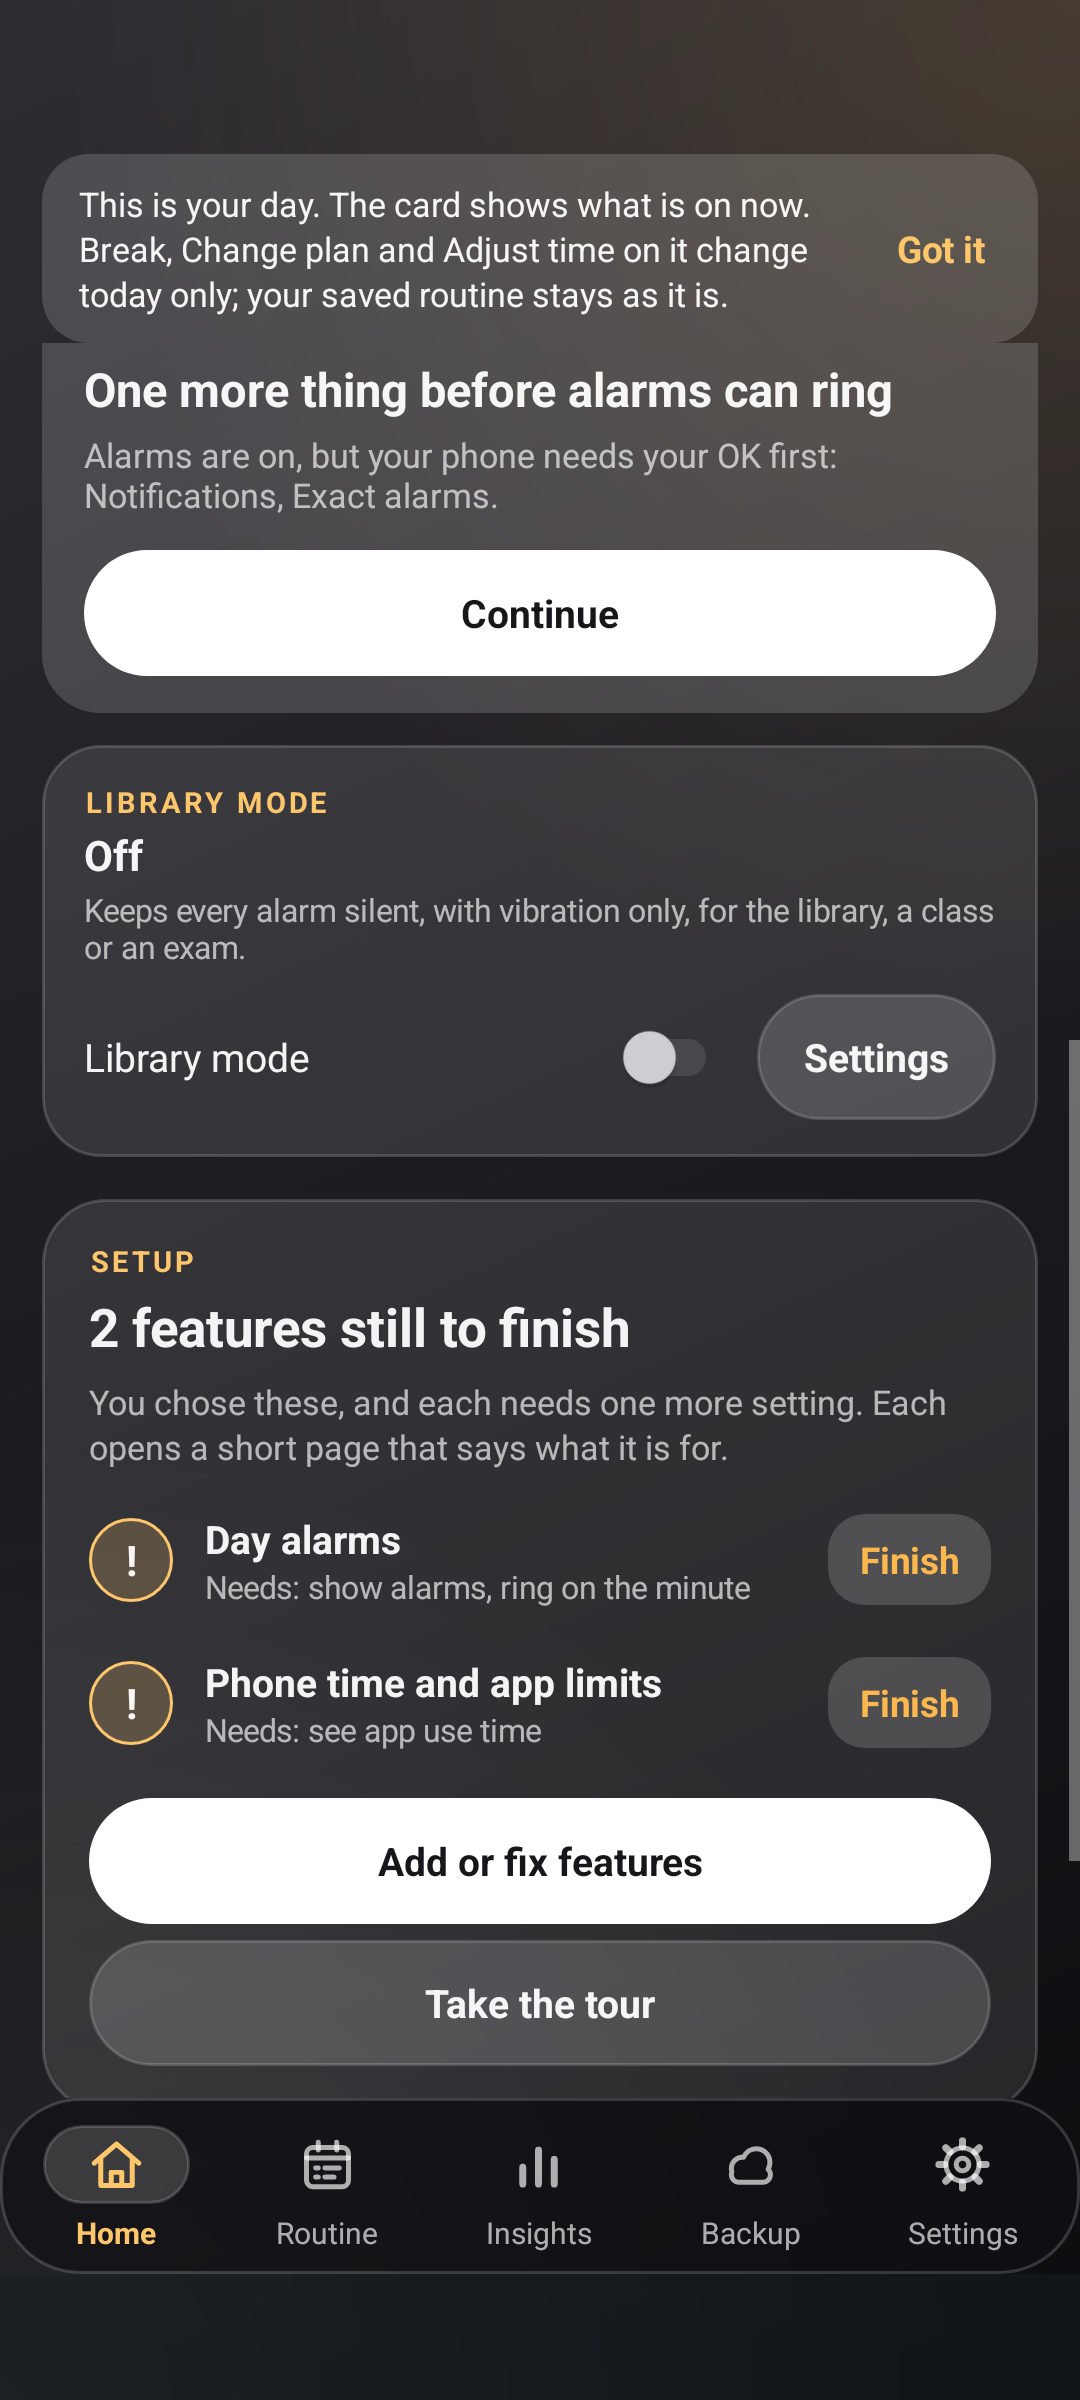 This is your day. The card shows what is on now.
Break, Change plan and Adjust time on it change
today only; your saved routine stays as it is.
Got it
One more thing before alarms can ring
Alarms are on, but your phone needs your OK first:
Notifications, Exact alarms.
Continue
LIBRARY MODE
Off
Keeps every alarm silent, with vibration only, for the library, a class
or an exam.
Library mode
Settings
SETUP
2 features still to finish
You chose these, and each needs one more setting. Each
opens a short page that says what it is for.
!
Day alarms
Needs: show alarms, ring on the minute
Finish
!
Phone time and app limits
Needs: see app use time
Finish
Add or fix features
Take the tour
Home
Routine
Insights
Backup
Settings